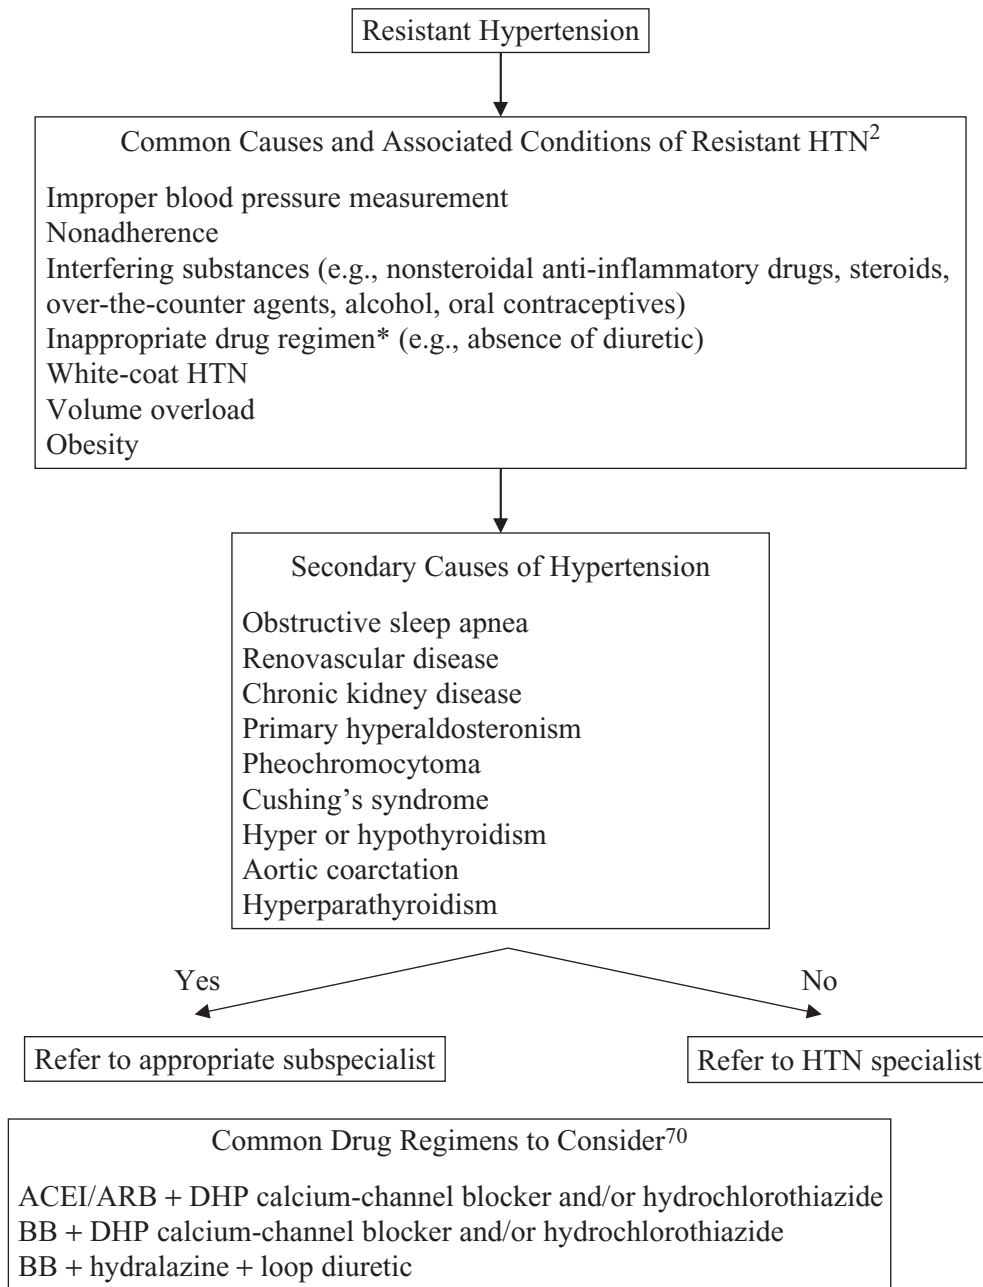 Resistant Hypertension
Common Causes and Associated Conditions of Resistant HTN2
Improper blood pressure measurement
Nonadherence
Interfering substances (e.g., nonsteroidal anti-inflammatory drugs, steroids,
over-the-counter agents, alcohol, oral contraceptives)
Inappropriate drug regimen* (e.g., absence of diuretic)
White-coat HTN
Volume overload
Obesity
Secondary Causes of Hypertension
Obstructive sleep apnea
Renovascular disease
Chronic kidney disease
Primary hyperaldosteronism
Pheochromocytoma
Cushing’s syndrome
Hyper or hypothyroidism
Aortic coarctation
Hyperparathyroidism
Yes
No
Refer to appropriate subspecialist
Refer to HTN specialist
Common Drug Regimens to Consider70
ACEI/ARB + DHP calcium-channel blocker and/or hydrochlorothiazide
BB + DHP calcium-channel blocker and/or hydrochlorothiazide
BB + hydralazine + loop diuretic